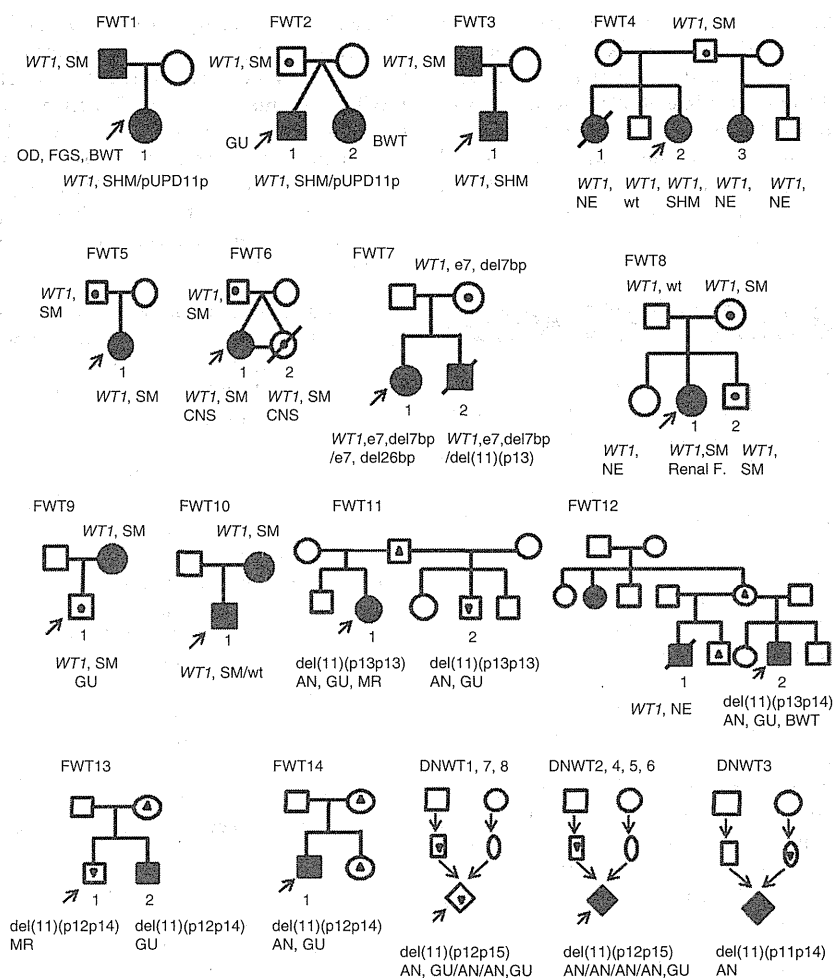 FWT1
FWT2
FWT3
FWT4
WT1, SM
WT1, SM
WT1, SM
WT1, SM
OD, FGS, BWT 1
GU 1 2 BWT
1
1 2 3
WT1, SHM/pUPD11p
WT1, SHM/pUPD11p
WT1, SHM
WT1, NE
WT1, wt
WT1, SHM
WT1, NE
WT1, NE
FWT5
FWT6
FWT7
FWT8
WT1, SM
WT1, SM
WT1, e7, del7bp
WT1, wt WT1, SM
1
1 2
1 2
1 2
WT1, SM
WT1, SM CNS
WT1, SM CNS
WT1,e7,del7bp /e7, del26bp
WT1,e7,del7bp /del(11)(p13)
WT1, NE
WT1,SM Renal F.
WT1, SM
FWT9
FWT10
FWT11
FWT12
WT1, SM
WT1, SM
1
1
1 2
1 2
WT1, SM
GU
WT1, SM/wt
del(11)(p13p13)
AN, GU, MR
del(11)(p13p13)
AN, GU
WT1, NE
del(11)(p13p14)
AN, GU, BWT
FWT13
FWT14
DNWT1, 7, 8
DNWT2, 4, 5, 6
DNWT3
1 2
1
del(11)(p12p14)
MR
del(11)(p12p14)
GU
del(11)(p12p14)
AN, GU
del(11)(p12p15)
AN, GU/AN/AN,GU
del(11)(p12p15)
AN/AN/AN/AN,GU
del(11)(p11p14)
AN